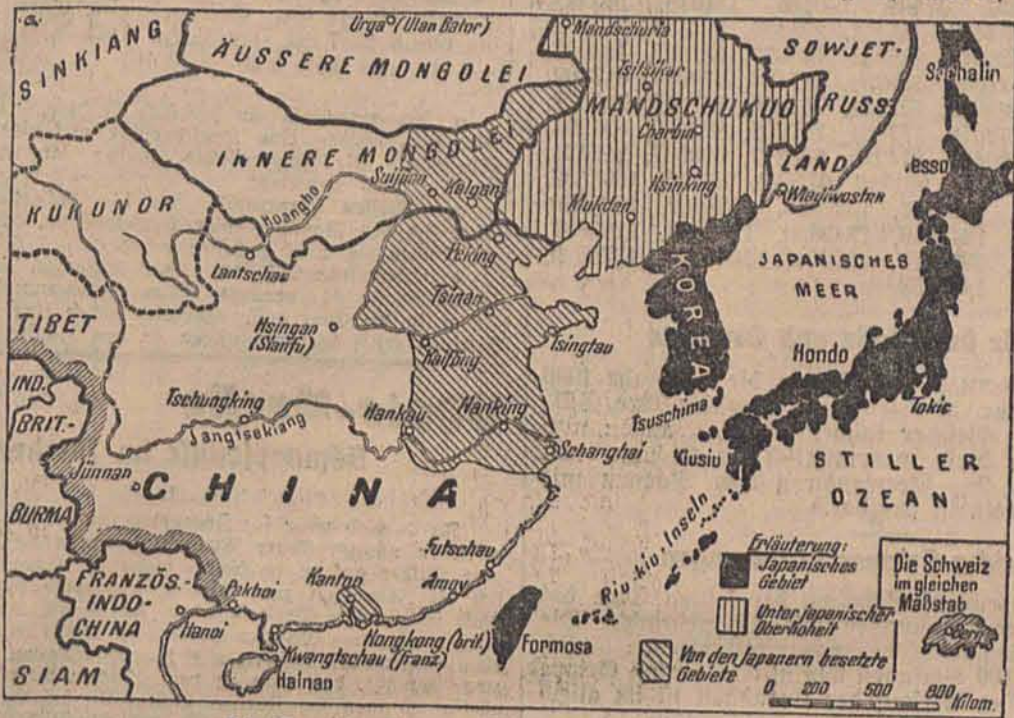 SINKIANG
Urga (Ulan Bator)
ÄUSSERE MONGOLEI
Mandschuria
Tsitsikar
MANDSCHUKUO
Charbin
Hsinking
Mukden
SOWJET-
RUSS
LAND
Wladiwostok
Sachalin
Jesso
INNERE MONGOLEI
Suijüan
Kalgan
KUKUNOR
Hoangho
Lantschau
Peking
Tsinan
Tsingtau
Hsingan
(Sianfu)
Kaifong
KOREA
JAPANISCHES
MEER
Hondo
Tokio
Tsuschima
Kiusiu
TIBET
IND.
BRIT.-
BURMA
Tschungking
Jangtsekiang
Hankau
Nanking
Schanghai
Jünnan
CHINA
STILLER
OZEAN
Riu-kiu-Inseln
Futschau
Amoy
Kanton
Pakhoi
Hongkong (brit.)
Kwangtschau (franz.)
Formosa
FRANZÖS.-
INDO-
CHINA
Hanoi
Hainan
SIAM
Erläuterung:
Japanisches
Gebiet
Unter japanischer
Oberhoheit
Von den Japanern besetzte
Gebiete
Die Schweiz
im gleichen
Maßstab
Bern
0 200 500 800 Kilom.